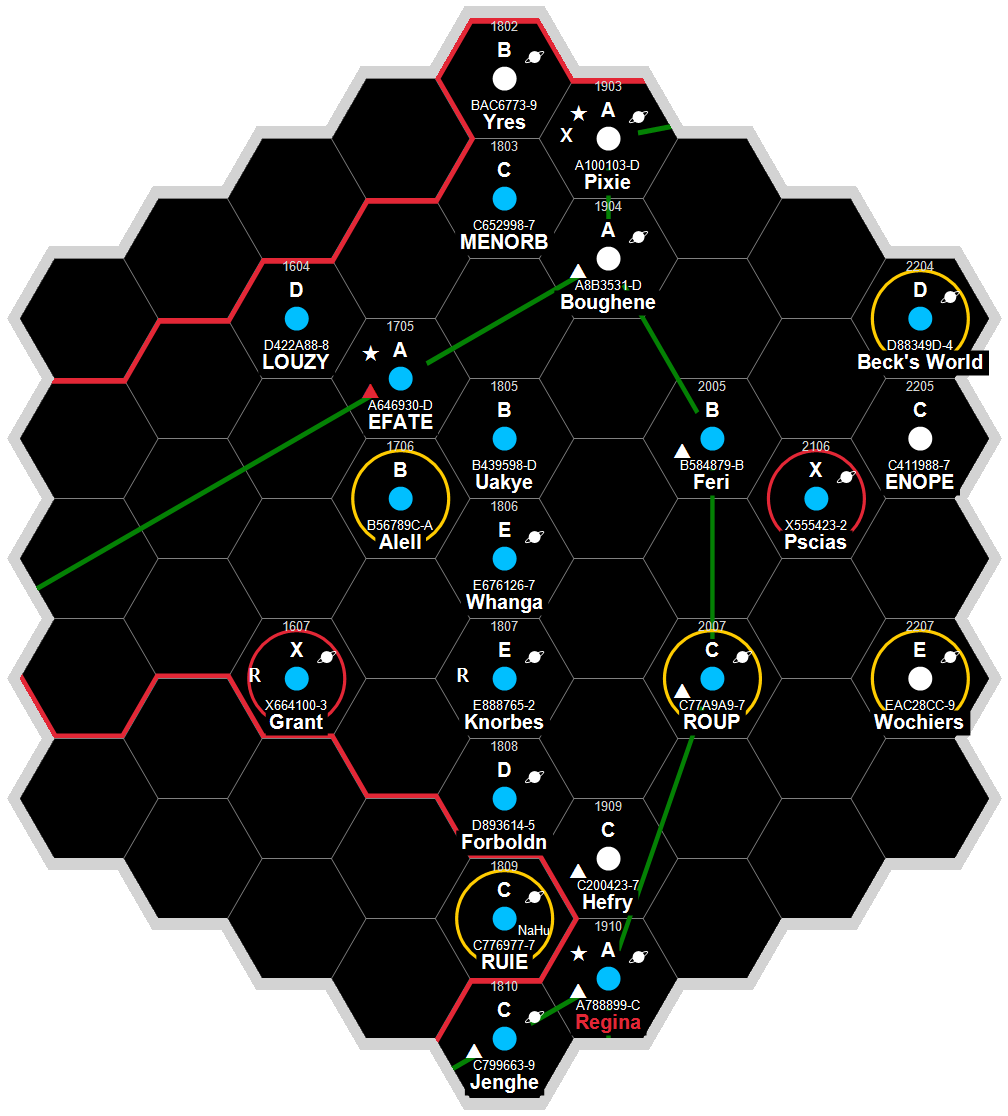 1802
B
BAC6773-9
Yres
1903
A
X
A100103-D
Pixie
1803
C
C652998-7
MENORB
1904
A
A8B3531-D
Boughene
1604
D
D422A88-8
LOUZY
2204
D
D88349D-4
Beck's World
1705
A
A646930-D
EFATE
1805
B
B439598-D
Uakye
2005
B
B584879-B
Feri
2205
C
C411988-7
ENOPE
1706
B
B56789C-A
Alell
2106
X
X555423-2
Pscias
1806
E
E676126-7
Whanga
1607
X
R
X664100-3
Grant
1807
E
R
E888765-2
Knorbes
2007
C
C77A9A9-7
ROUP
2207
E
EAC28CC-9
Wochiers
1808
D
D893614-5
Forboldn
1909
C
C200423-7
Hefry
1809
C
NaHu
C776977-7
RUIE
1910
A
A788899-C
Regina
1810
C
C799663-9
Jenghe